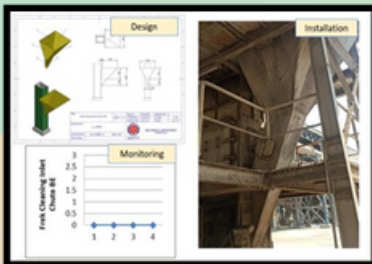 Design
Installation
Monitoring
Frek Cleaning Inlet
Chute BE
3
2.5
2
1.5
1
0.5
0
1 2 3 4